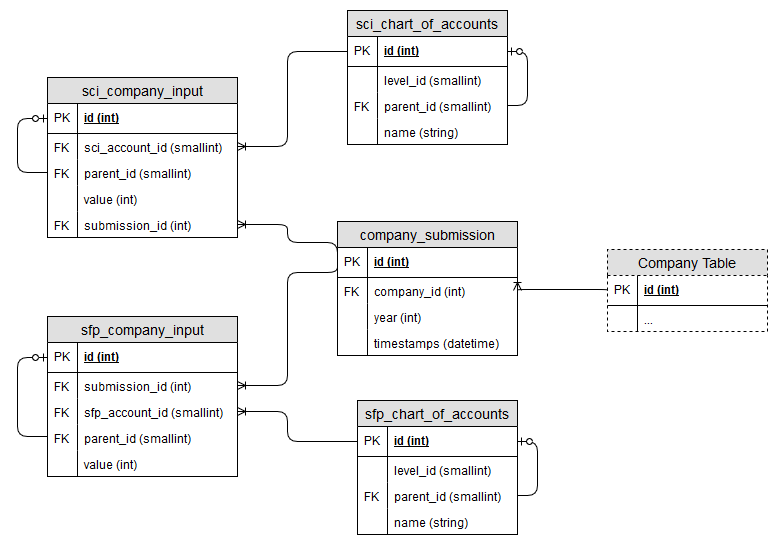 sci_chart_of_accounts
PK id (int)
level_id (smallint)
FK parent_id (smallint)
name (string)
sci_company_input
PK id (int)
FK sci_account_id (smallint)
FK parent_id (smallint)
value (int)
FK submission_id (int)
company_submission
PK id (int)
FK company_id (int)
year (int)
timestamps (datetime)
Company Table
PK id (int)
...
sfp_company_input
PK id (int)
FK submission_id (int)
FK sfp_account_id (smallint)
FK parent_id (smallint)
value (int)
sfp_chart_of_accounts
PK id (int)
level_id (smallint)
FK parent_id (smallint)
name (string)